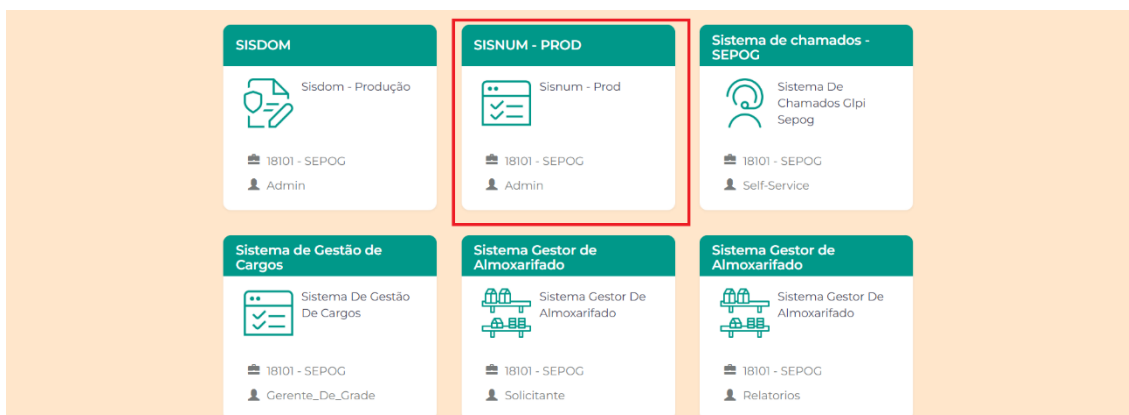 SISDOM
Sisdom - Produção
18101 - SEPOG
Admin
SISNUM - PROD
Sisnum - Prod
18101 - SEPOG
Admin
Sistema de chamados -
SEPOG
Sistema De
Chamados Glpi
Sepog
18101 - SEPOG
Self-Service
Sistema de Gestão de
Cargos
Sistema De Gestão
De Cargos
18101 - SEPOG
Gerente_De_Grade
Sistema Gestor de
Almoxarifado
Sistema Gestor De
Almoxarifado
18101 - SEPOG
Solicitante
Sistema Gestor de
Almoxarifado
Sistema Gestor De
Almoxarifado
18101 - SEPOG
Relatorios